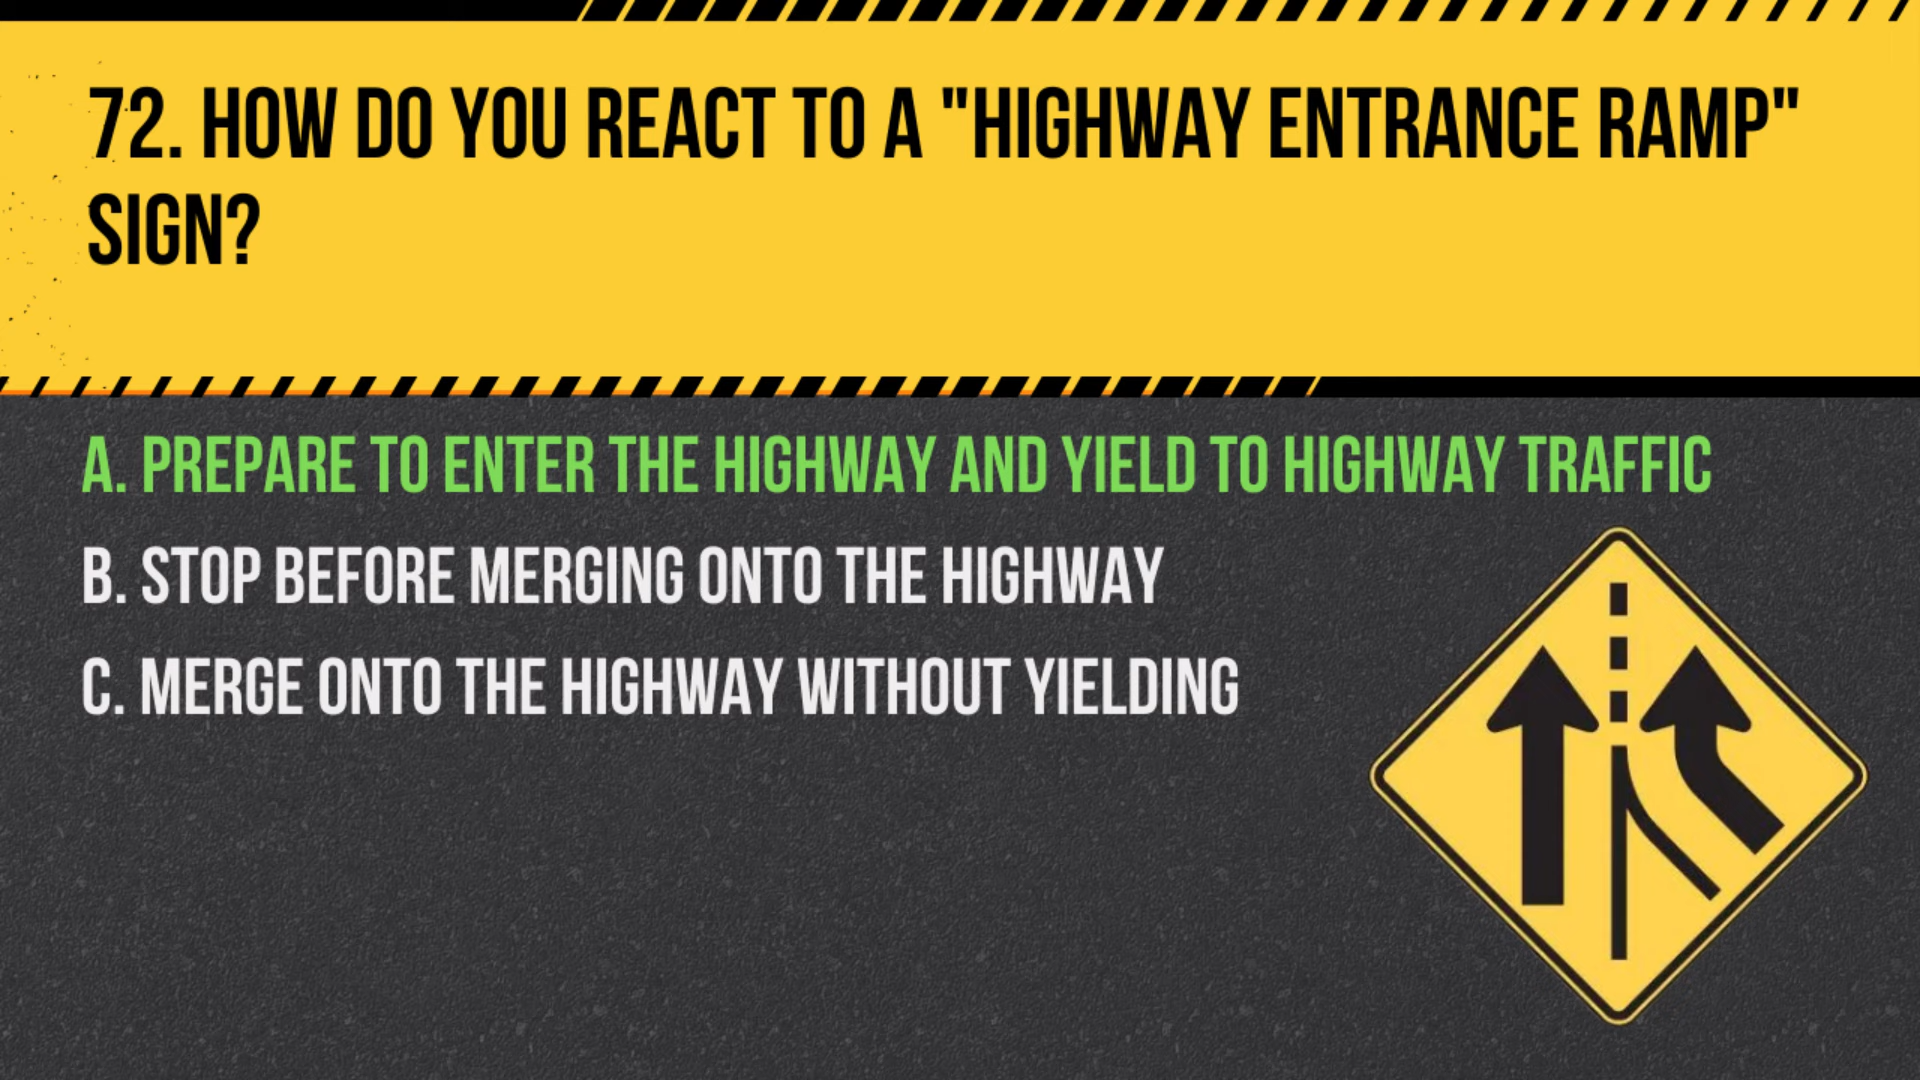 72. HOW DO YOU REACT TO A "HIGHWAY ENTRANCE RAMP"
SIGN?
A. PREPARE TO ENTER THE HIGHWAY AND YIELD TO HIGHWAY TRAFFIC
B. STOP BEFORE MERGING ONTO THE HIGHWAY
C. MERGE ONTO THE HIGHWAY WITHOUT YIELDING